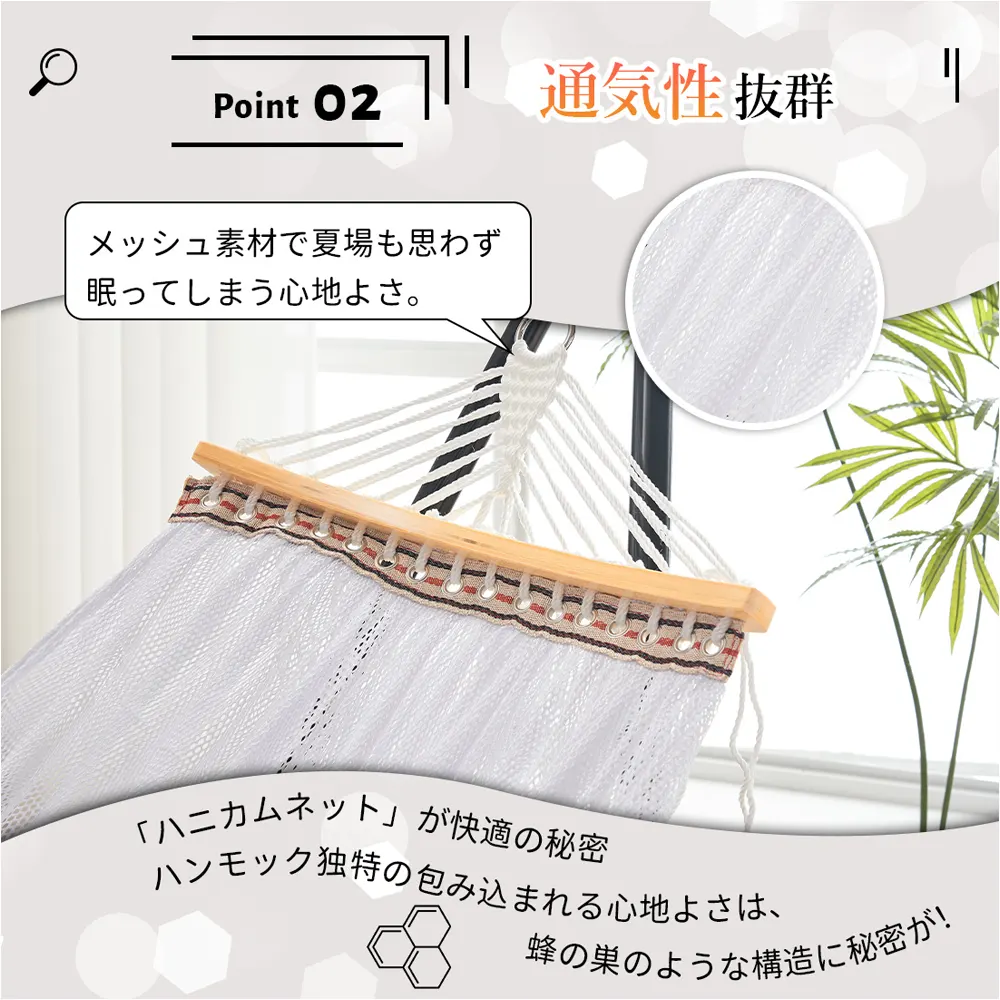 Point 02
通気性抜群
メッシュ素材で夏場も思わず
眠ってしまう心地よさ。
「ハニカムネット」が快適の秘密
ハンモック独特の包み込まれる心地よさは、
蜂の巣のような構造に秘密が!